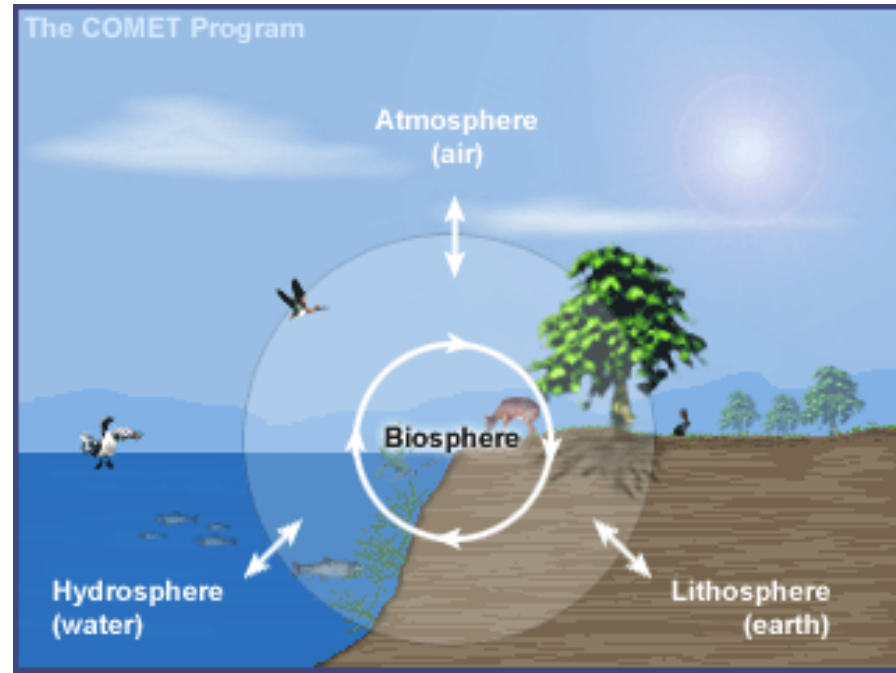 The COMET Program
Atmosphere
(air)
Biosphere
Hydrosphere
(water)
Lithosphere
(earth)